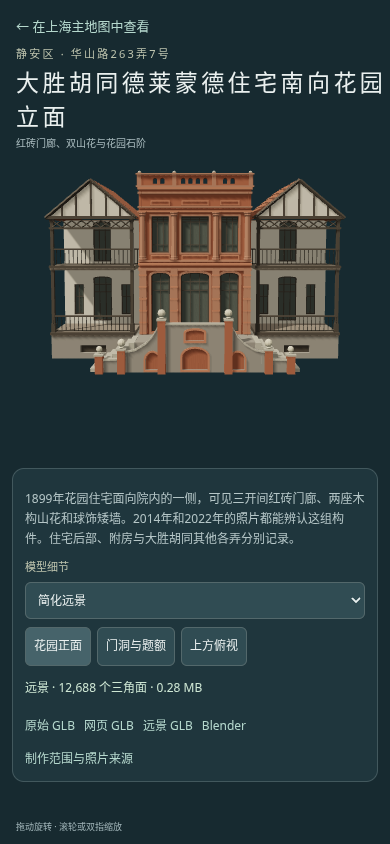 ← 在上海主地图中查看
静安区 · 华山路263弄7号
大胜胡同德莱蒙德住宅南向花园
立面
红砖门廊、双山花与花园石阶
1899年花园住宅面向院内的一侧，可见三开间红砖门廊、两座木
构山花和球饰矮墙。2014年和2022年的照片都能辨认这组构
件。住宅后部、附房与大胜胡同其他各弄分别记录。
模型细节
简化远景
花园正面 门洞与题额 上方俯视
远景 · 12,688 个三角面 · 0.28 MB
原始 GLB 网页 GLB 远景 GLB Blender
制作范围与照片来源
拖动旋转 · 滚轮或双指缩放